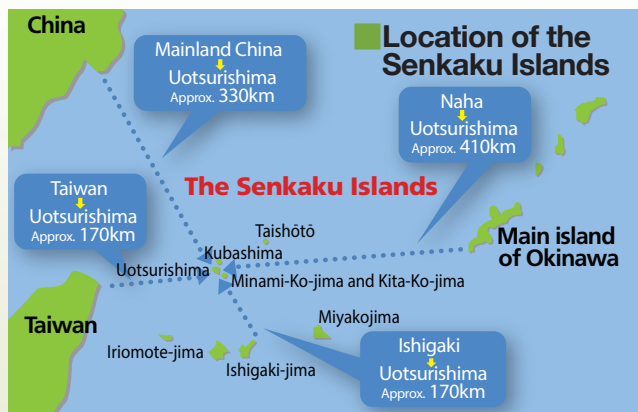 China
Location of the
Senkaku Islands
Mainland China
Uotsurishima
Approx. 330km
Naha
Uotsurishima
Approx. 410km
The Senkaku Islands
Taiwan
Uotsurishima
Approx. 170km
Taishōtō
Kubashima
Uotsurishima
Minami-Ko-jima and Kita-Ko-jima
Main island
of Okinawa
Taiwan
Miyakojima
Iriomote-jima
Ishigaki-jima
Ishigaki
Uotsurishima
Approx. 170km